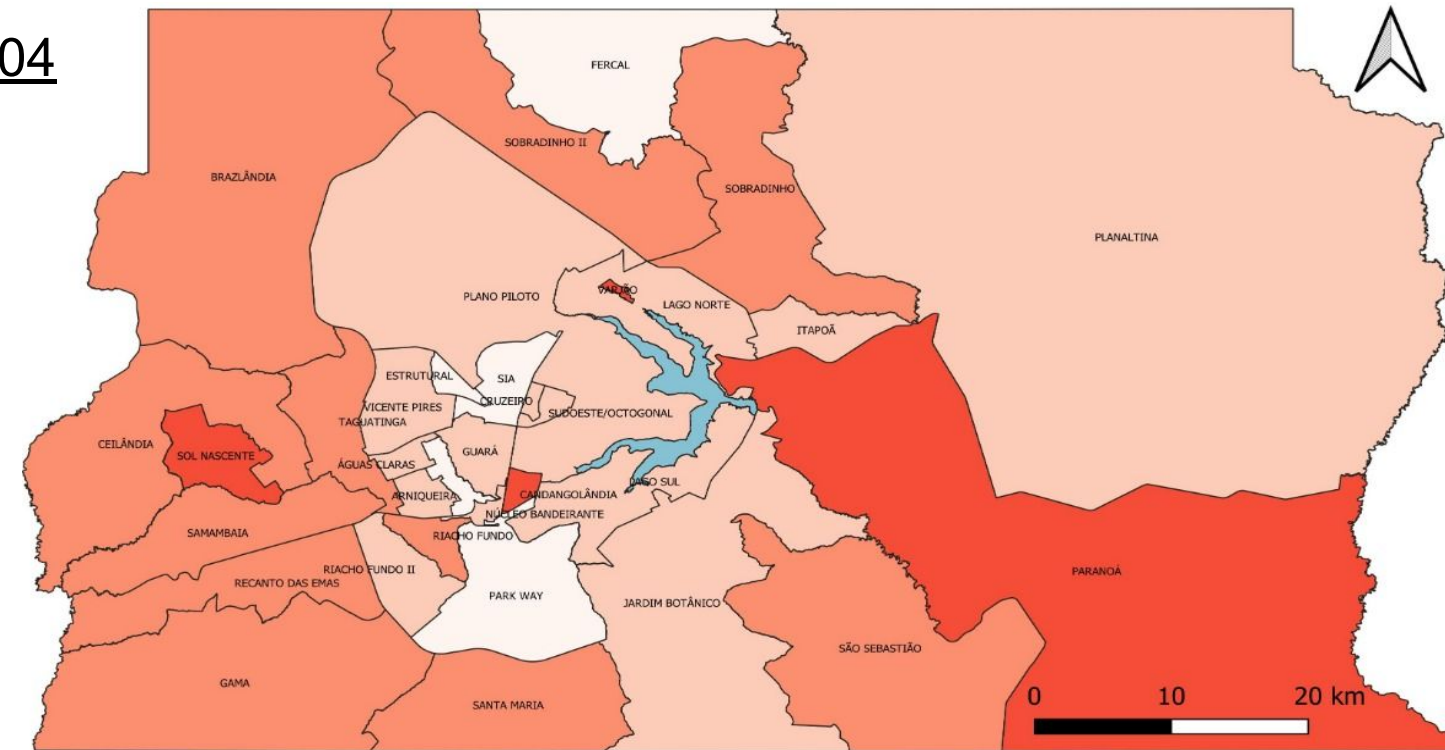 04
FERCAL
SOBRADINHO II
BRAZLÂNDIA
SOBRADINHO
PLANALTINA
VARJÃO
PLANO PILOTO
LAGO NORTE
ITAPOÃ
ESTRUTURAL
SIA
CRUZEIRO
VICENTE PIRES
SUDOESTE/OCTOGONAL
TAGUATINGA
CEILÂNDIA
GUARÁ
SOL NASCENTE
ÁGUAS CLARAS
LAGO SUL
ARNIQUEIRA
CANDANGOLÂNDIA
NÚCLEO BANDEIRANTE
SAMAMBAIA
RIACHO FUNDO
RIACHO FUNDO II
PARANOÁ
RECANTO DAS EMAS
PARK WAY
JARDIM BOTÂNICO
SÃO SEBASTIÃO
GAMA
SANTA MARIA
0 10 20 km